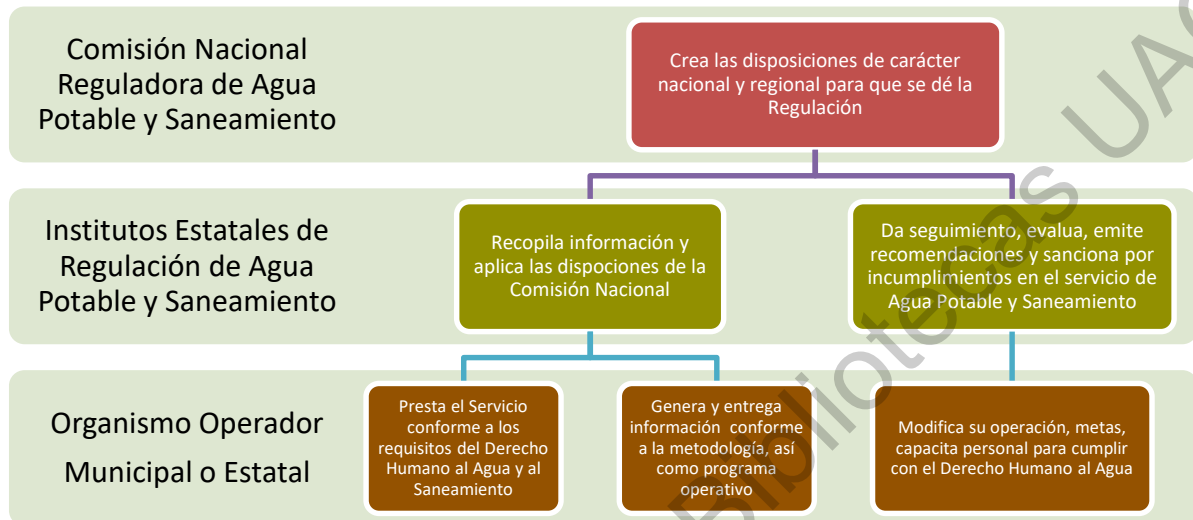 Comisión Nacional
Reguladora de Agua
Potable y Saneamiento
Crea las disposiciones de carácter
nacional y regional para que se dé la
Regulación
Institutos Estatales de
Regulación de Agua
Potable y Saneamiento
Recopila información y
aplica las dispociones de la
Comisión Nacional
Da seguimiento, evalua, emite
recomendaciones y sanciona por
incumplimientos en el servicio de
Agua Potable y Saneamiento
Organismo Operador
Municipal o Estatal
Presta el Servicio
conforme a los
requisitos del Derecho
Humano al Agua y al
Saneamiento
Genera y entrega
información conforme
a la metodología, así
como programa
operativo
Modifica su operación, metas,
capacita personal para cumplir
con el Derecho Humano al Agua
Bibliotecas